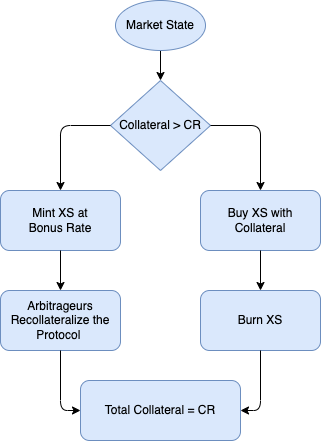 Market State
Collateral > CR
Mint XS at
Bonus Rate
Buy XS with
Collateral
Arbitrageurs
Recollateralize the
Protocol
Burn XS
Total Collateral = CR